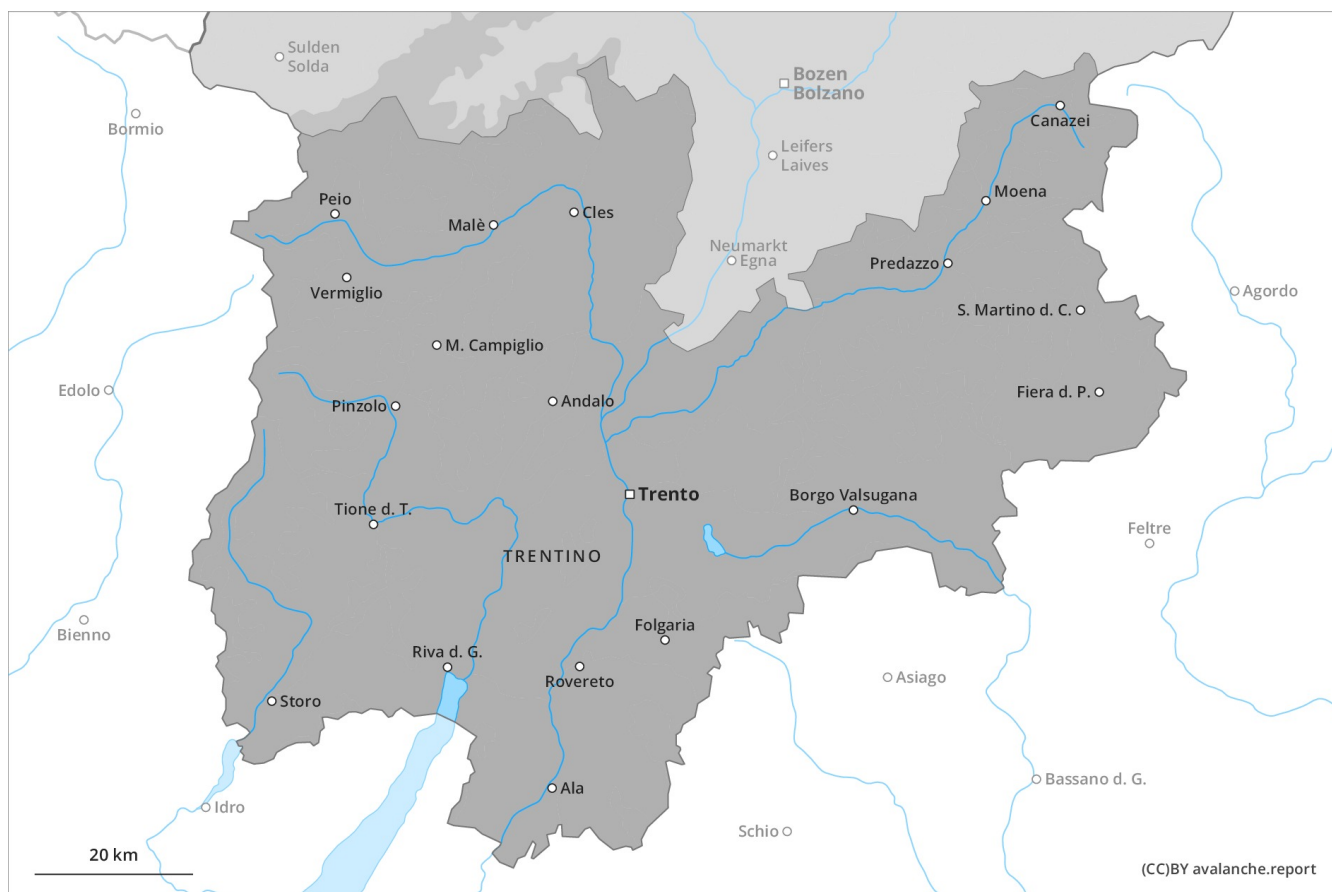 Sulden
Solda
Bozen
Bolzano
Bormio
Canazei
Leifers
Laives
Moena
Peio
Malè
Cles
Neumarkt
Egna
Predazzo
Vermiglio
Agordo
S. Martino d. C.
M. Campiglio
Edolo
Pinzolo
Andalo
Fiera d. P.
Trento
Borgo Valsugana
Tione d. T.
Feltre
TRENTINO
Bienno
Folgaria
Riva d. G.
Rovereto
Asiago
Storo
Bassano d. G.
Ala
Idro
Schio
20 km
(CC)BY avalanche.report